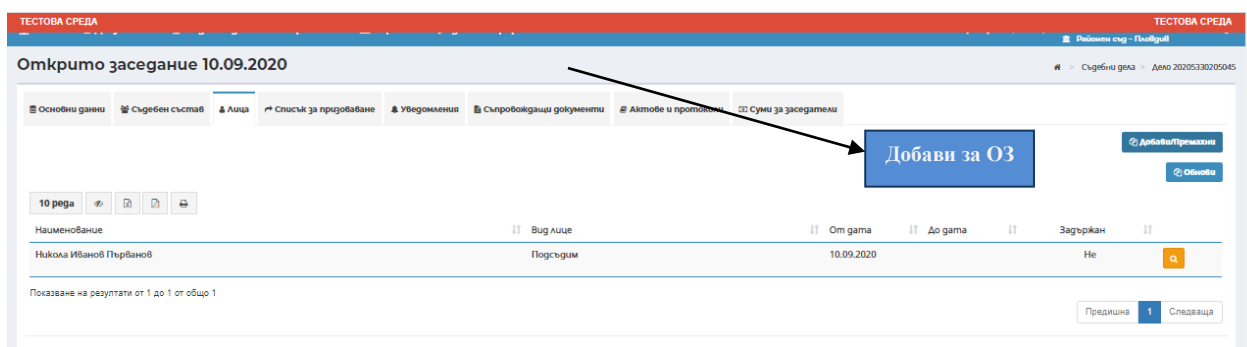 ТЕСТОВА СРЕДА ТЕСТОВА СРЕДА
Районен съд – Пловдив
Открито заседание 10.09.2020 > Съдебни дела > Дело 20205330205045
Основни данни Съдебен състав Лица Списък за призоваване Уведомления Съпровождащи документи Актове и протоколи Суми за заседатели
Добави/Премахни
Добави за ОЗ
Обнови
10 реда
Наименование Вид лице От дата До дата Задържан
Никола Иванов Първанов Подсъдим 10.09.2020 Не
Показване на резултати от 1 до 1 от общо 1
Предишна 1 Следваща